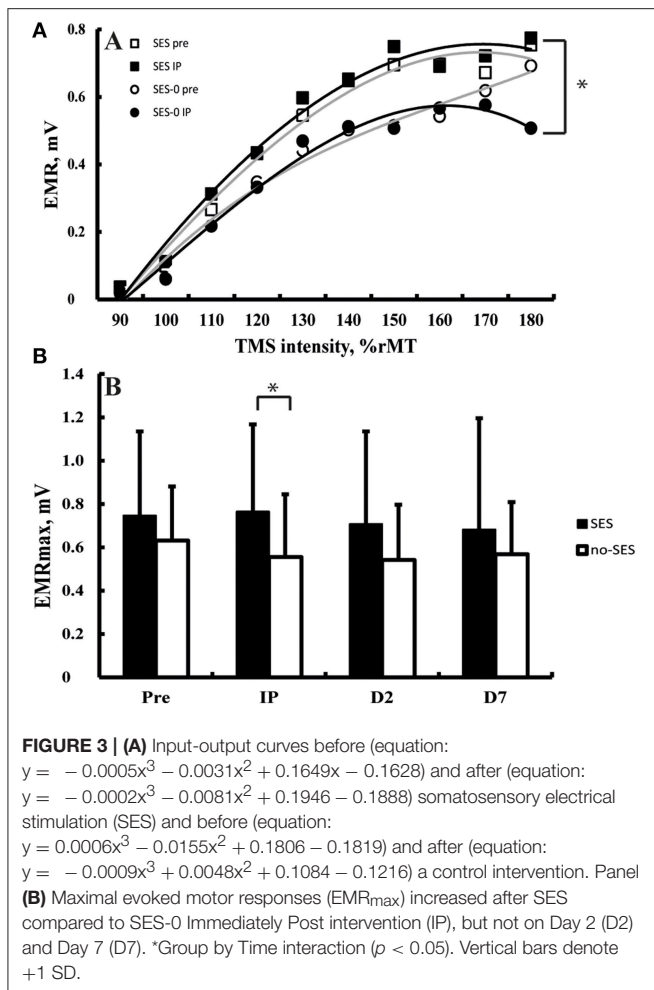 A
A
SES pre
SES IP
SES-0 pre
SES-0 IP
*
EMR, mV
0.8
0.6
0.4
0.2
0
90 100 110 120 130 140 150 160 170 180
TMS intensity, %rMT
B
B
*
EMRmax, mV
1.4
1.2
1.0
0.8
0.6
0.4
0.2
0
SES
no-SES
Pre IP D2 D7
FIGURE 3 | (A) Input-output curves before (equation:
y = − 0.0005x³ − 0.0031x² + 0.1649x − 0.1628) and after (equation:
y = − 0.0002x³ − 0.0081x² + 0.1946 − 0.1888) somatosensory electrical
stimulation (SES) and before (equation:
y = 0.0006x³ − 0.0155x² + 0.1806 − 0.1819) and after (equation:
y = − 0.0009x³ + 0.0048x² + 0.1084 − 0.1216) a control intervention. Panel
(B) Maximal evoked motor responses (EMRmax) increased after SES
compared to SES-0 Immediately Post intervention (IP), but not on Day 2 (D2)
and Day 7 (D7). *Group by Time interaction (p < 0.05). Vertical bars denote
+1 SD.